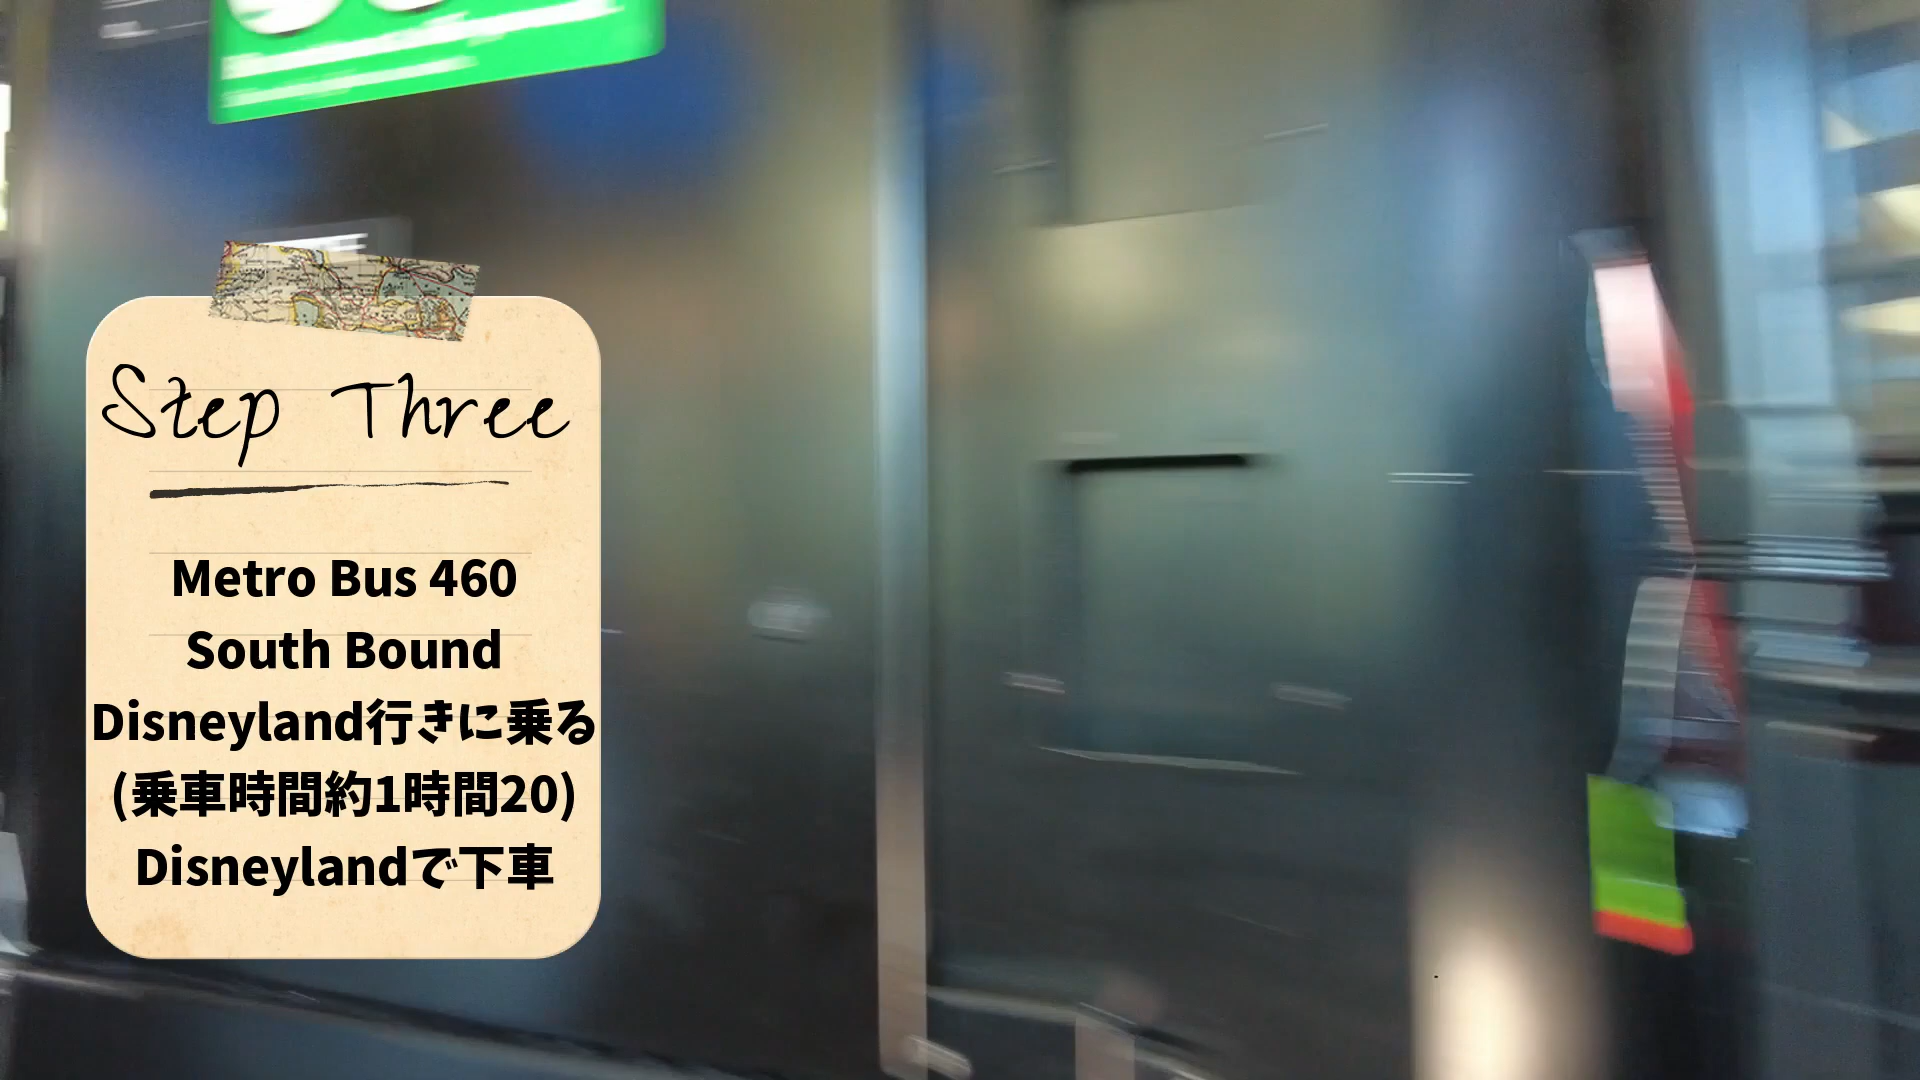 Step Three
Metro Bus 460
South Bound
Disneyland行きに乗る
(乗車時間約1時間20)
Disneylandで下車